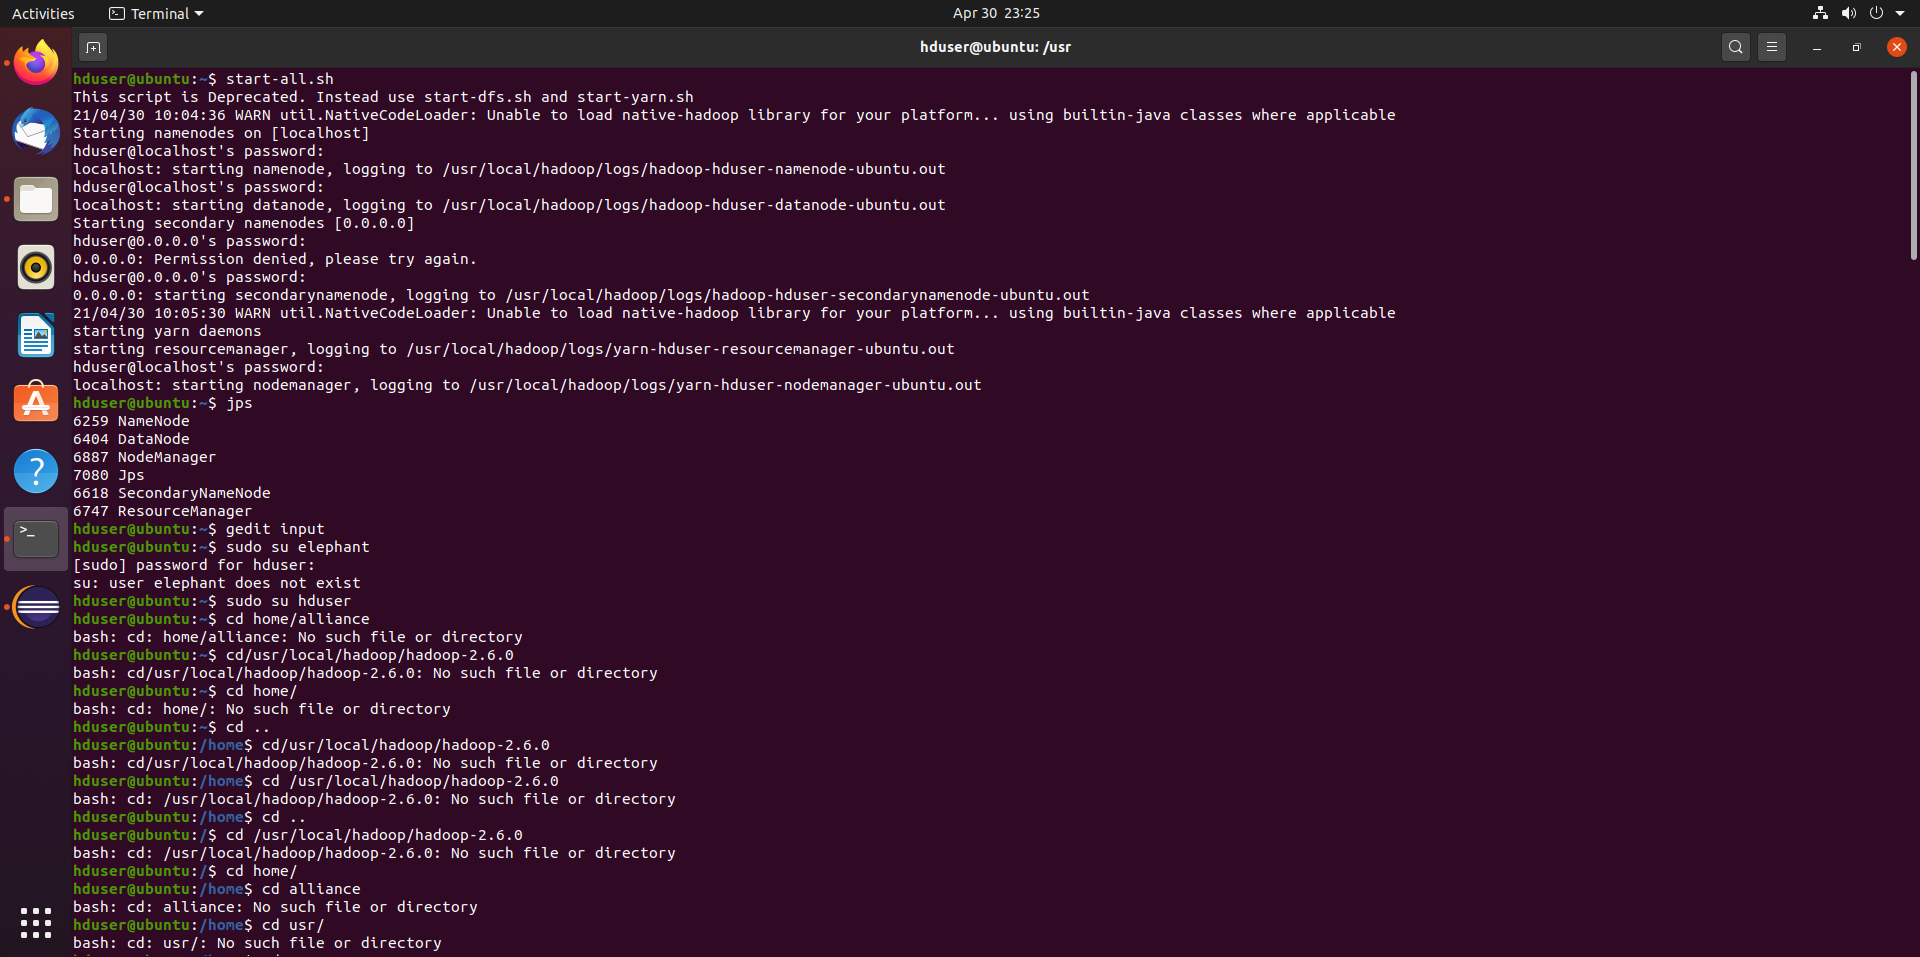 Activities
Terminal
Apr 30 23:25
hduser@ubuntu: /usr
hduser@ubuntu:~$ start-all.sh
This script is Deprecated. Instead use start-dfs.sh and start-yarn.sh
21/04/30 10:04:36 WARN util.NativeCodeLoader: Unable to load native-hadoop library for your platform... using builtin-java classes where applicable
Starting namenodes on [localhost]
hduser@localhost's password:
localhost: starting namenode, logging to /usr/local/hadoop/logs/hadoop-hduser-namenode-ubuntu.out
hduser@localhost's password:
localhost: starting datanode, logging to /usr/local/hadoop/logs/hadoop-hduser-datanode-ubuntu.out
Starting secondary namenodes [0.0.0.0]
hduser@0.0.0.0's password:
0.0.0.0: Permission denied, please try again.
hduser@0.0.0.0's password:
0.0.0.0: starting secondarynamenode, logging to /usr/local/hadoop/logs/hadoop-hduser-secondarynamenode-ubuntu.out
21/04/30 10:05:30 WARN util.NativeCodeLoader: Unable to load native-hadoop library for your platform... using builtin-java classes where applicable
starting yarn daemons
starting resourcemanager, logging to /usr/local/hadoop/logs/yarn-hduser-resourcemanager-ubuntu.out
hduser@localhost's password:
localhost: starting nodemanager, logging to /usr/local/hadoop/logs/yarn-hduser-nodemanager-ubuntu.out
hduser@ubuntu:~$ jps
6259 NameNode
6404 DataNode
6887 NodeManager
7080 Jps
6618 SecondaryNameNode
6747 ResourceManager
hduser@ubuntu:~$ gedit input
hduser@ubuntu:~$ sudo su elephant
[sudo] password for hduser:
su: user elephant does not exist
hduser@ubuntu:~$ sudo su hduser
hduser@ubuntu:~$ cd home/alliance
bash: cd: home/alliance: No such file or directory
hduser@ubuntu:~$ cd/usr/local/hadoop/hadoop-2.6.0
bash: cd/usr/local/hadoop/hadoop-2.6.0: No such file or directory
hduser@ubuntu:~$ cd home/
bash: cd: home/: No such file or directory
hduser@ubuntu:~$ cd ..
hduser@ubuntu:/home$ cd/usr/local/hadoop/hadoop-2.6.0
bash: cd/usr/local/hadoop/hadoop-2.6.0: No such file or directory
hduser@ubuntu:/home$ cd /usr/local/hadoop/hadoop-2.6.0
bash: cd: /usr/local/hadoop/hadoop-2.6.0: No such file or directory
hduser@ubuntu:/home$ cd ..
hduser@ubuntu:/$ cd /usr/local/hadoop/hadoop-2.6.0
bash: cd: /usr/local/hadoop/hadoop-2.6.0: No such file or directory
hduser@ubuntu:/$ cd home/
hduser@ubuntu:/home$ cd alliance
bash: cd: alliance: No such file or directory
hduser@ubuntu:/home$ cd usr/
bash: cd: usr/: No such file or directory